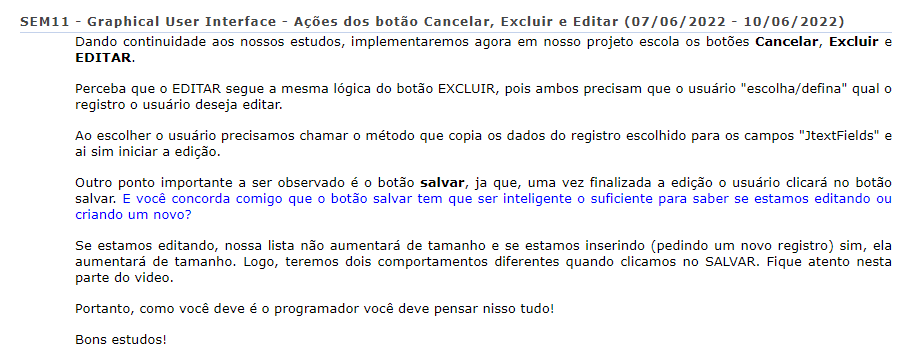 SEM11 - Graphical User Interface - Ações dos botão Cancelar, Excluir e Editar (07/06/2022 - 10/06/2022)
Dando continuidade aos nossos estudos, implementaremos agora em nosso projeto escola os botões Cancelar, Excluir e
EDITAR.
Perceba que o EDITAR segue a mesma lógica do botão EXCLUIR, pois ambos precisam que o usuário "escolha/defina" qual o
registro o usuário deseja editar.
Ao escolher o usuário precisamos chamar o método que copia os dados do registro escolhido para os campos "JtextFields" e
ai sim iniciar a edição.
Outro ponto importante a ser observado é o botão salvar, ja que, uma vez finalizada a edição o usuário clicará no botão
salvar. E você concorda comigo que o botão salvar tem que ser inteligente o suficiente para saber se estamos editando ou
criando um novo?
Se estamos editando, nossa lista não aumentará de tamanho e se estamos inserindo (pedindo um novo registro) sim, ela
aumentará de tamanho. Logo, teremos dois comportamentos diferentes quando clicamos no SALVAR. Fique atento nesta
parte do video.
Portanto, como você deve é o programador você deve pensar nisso tudo!
Bons estudos!